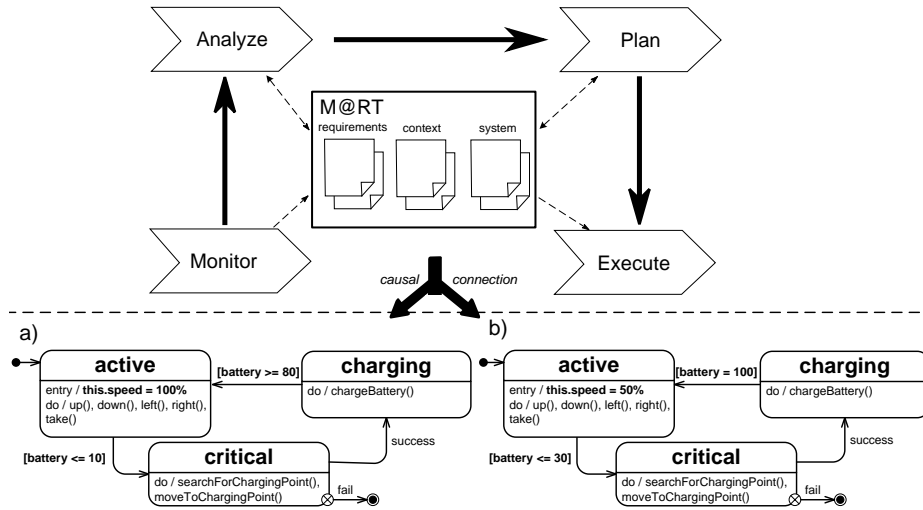 Analyze
Plan
M@RT
requirements
context
system
Monitor
Execute
causal
connection
a)
active
entry / this.speed = 100%
do / up(), down(), left(), right(),
take()
[battery >= 80]
charging
do / chargeBattery()
[battery <= 10]
critical
do / searchForChargingPoint(),
moveToChargingPoint()
success
fail
b)
active
entry / this.speed = 50%
do / up(), down(), left(), right(),
take()
[battery = 100]
charging
do / chargeBattery()
[battery <= 30]
critical
do / searchForChargingPoint(),
moveToChargingPoint()
success
fail